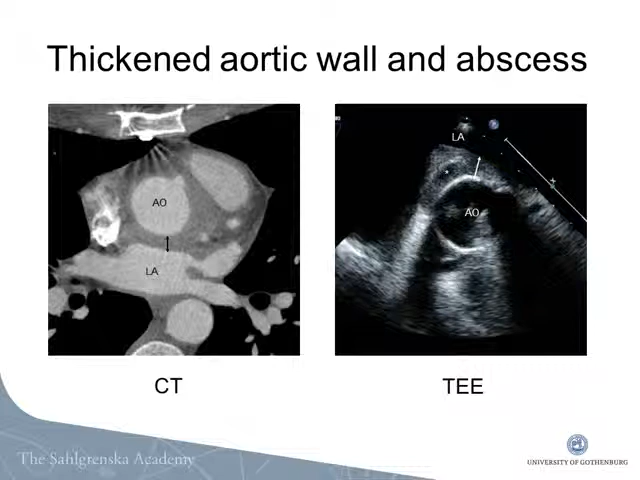 Thickened aortic wall and abscess
AO
LA
LA
*
AO
CT
TEE
The Sahlgrenska Academy
UNIVERSITY OF GOTHENBURG